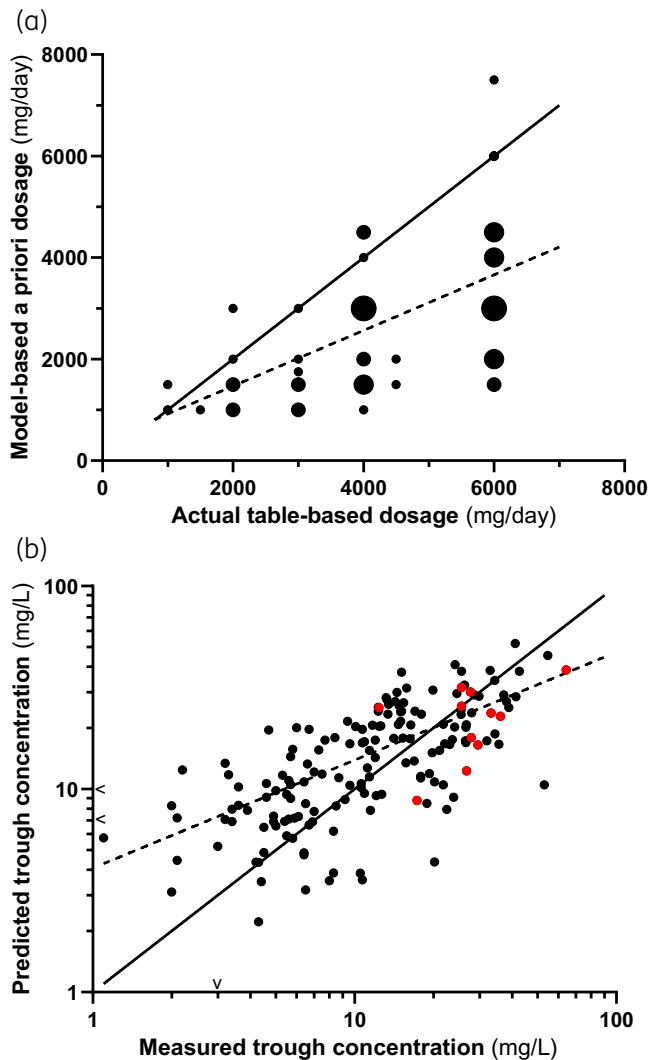 (a)
8000
6000
4000
2000
0
0
2000
4000
6000
8000
Model-based a priori dosage (mg/day)
Actual table-based dosage (mg/day)
(b)
100
10
1
1
10
100
<
<
v
Predicted trough concentration (mg/L)
Measured trough concentration (mg/L)